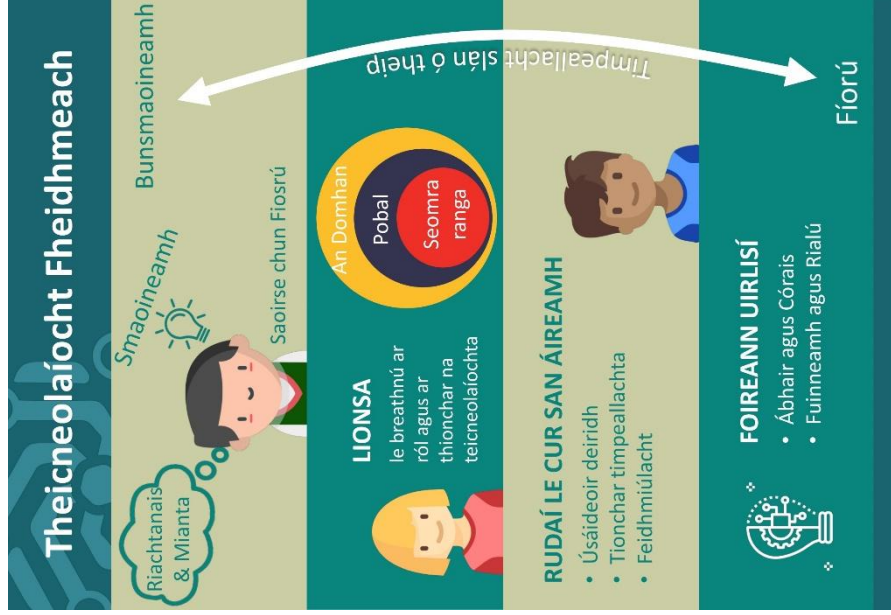 Theicneolaíocht Fheidhmeach
Riachtanais
& Mianta
Smaoineamh
Bunsmaoineamh
Saoirse chun Fiosrú
LIONSA
le breathnú ar
ról agus ar
thionchar na
teicneolaíochta
An Domhan
Pobal
Seomra
ranga
Timpeallacht slán ó theip
RUDAÍ LE CUR SAN ÁIREAMH
• Úsáideoir deiridh
• Tionchar timpeallachta
• Feidhmiúlacht
FOIREANN UIRLISÍ
• Ábhair agus Córais
• Fuinneamh agus Rialú
Fíorú